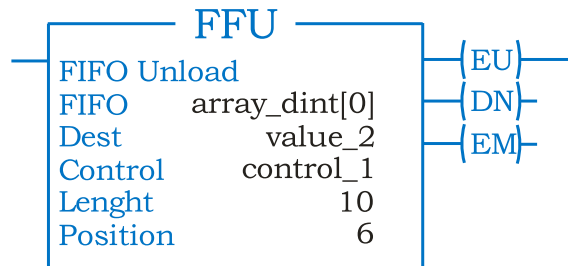 FFU
FIFO Unload
FIFO array_dint[0]
Dest value_2
Control control_1
Lenght 10
Position 6
(EU)
(DN)
(EM)